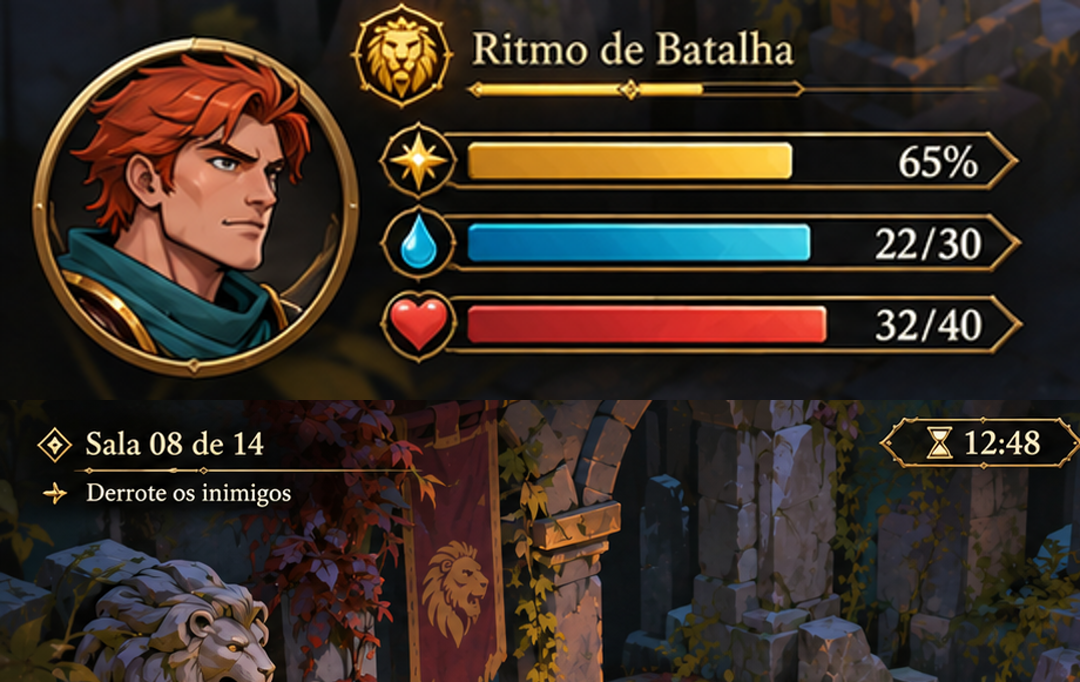 Ritmo de Batalha
65%
22/30
32/40
Sala 08 de 14
12:48
Derrote os inimigos